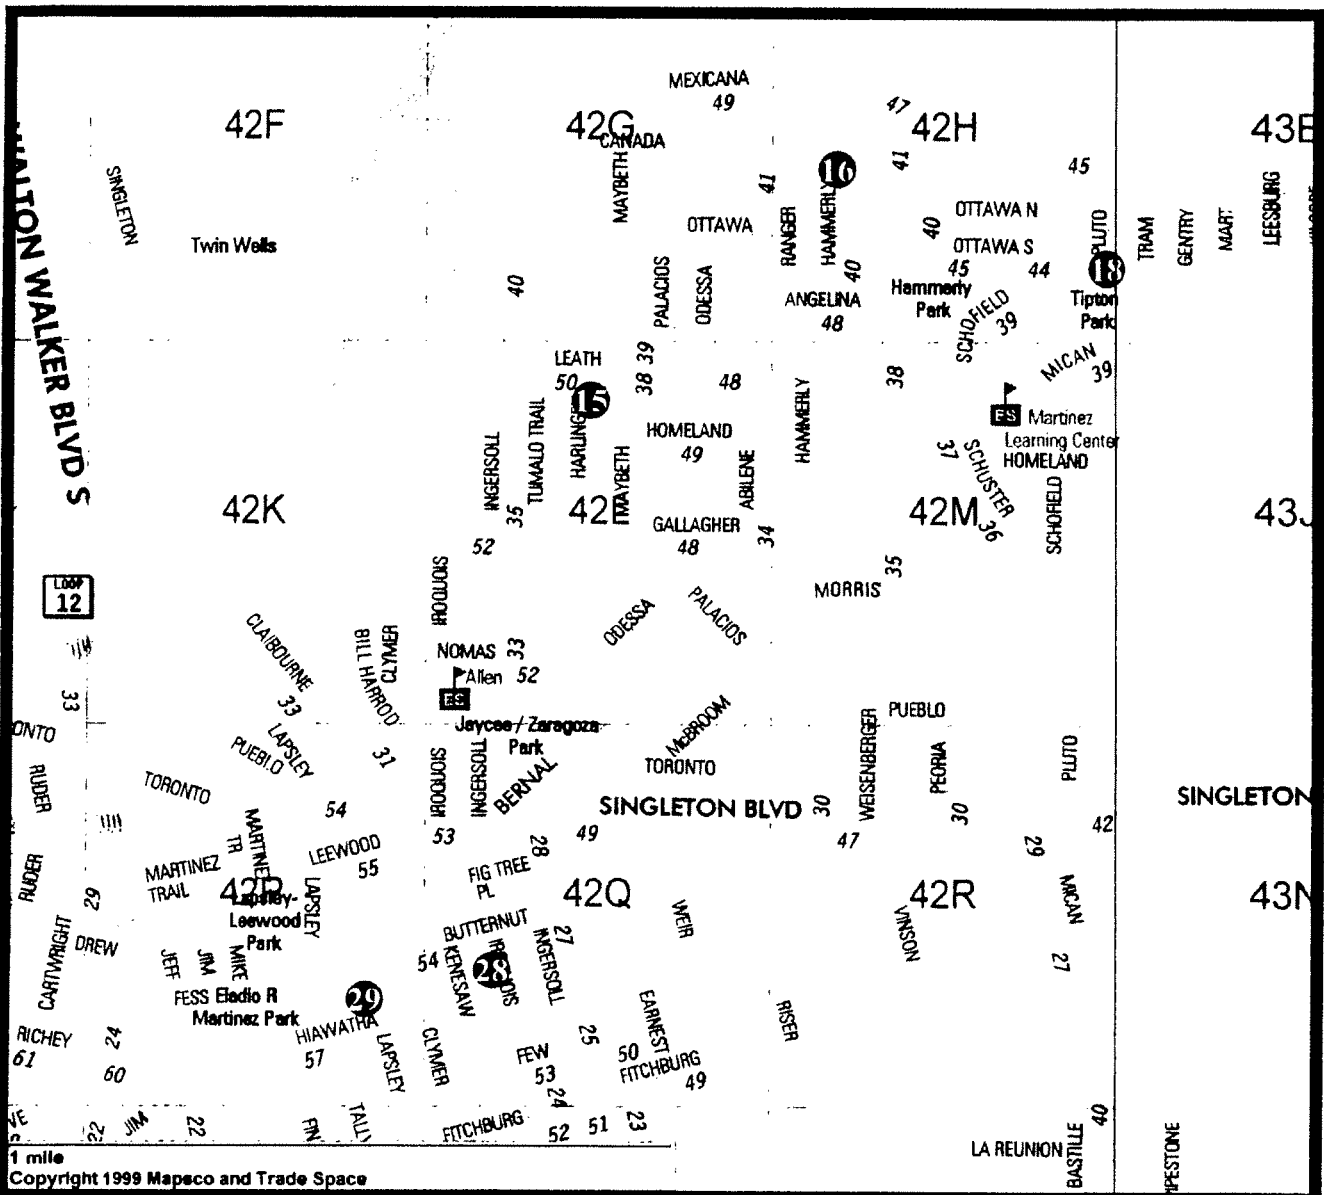 MEXICANA
49
47
42F
42G
42H
43E
CANADA
MAYBETH
41
16
41
45
SINGLETON
WALTON WALKER BLVD S
Twin Wells
OTTAWA
RANGER
HAMMERLY
40
OTTAWA N
OTTAWA S
PLUTO
TRAM
GENTRY
MART
LEESBURG
40
PALACIOS
ODESSA
40
45
44
18
ANGELINA
48
Hammerly
Park
SCHOFIELD
39
Tipton
Park
LEATH
50
39
38
48
38
MICAN
39
15
HARLINGE
HAMMERLY
ES
Martinez
Learning Center
HOMELAND
HOMELAND
49
INGERSOLL
TUMALO TRAIL
MAYBETH
ABILENE
37
SCHUSTER
36
SCHOFIELD
42K
35
42L
42M
43J
GALLAGHER
48
34
52
35
MORRIS
LOOP
12
IROQUOIS
ODESSA
PALACIOS
CLAIBOURNE
33
BILL HARROD
CLYMER
NOMAS
33
Allen
52
ES
33
Jaycee / Zaragoza
Park
McBROOM
PUEBLO
ONTO
LAPSLEY
PUEBLO
31
IROQUOIS
INGERSOLL
BERNAL
TORONTO
WEISENBERGER
PEORIA
PLUTO
RUDER
TORONTO
54
SINGLETON BLVD
30
30
SINGLETON
42
MARTINEZ
TR
LEEWOOD
55
53
28
49
47
29
RUDER
MARTINEZ
TRAIL
FIG TREE
PL
42P
42Q
42R
43N
29
Lapsley-
Leewood
Park
LAPSLEY
WEIR
VINSON
MICAN
BUTTERNUT
27
CARTWRIGHT
DREW
JEFF
JIM
MIKE
54
KENESAW
IROQUOIS
28
INGERSOLL
27
FESS
Eladio R
Martinez Park
29
HIAWATHA
57
EARNEST
RISER
RICHEY
61
24
60
LAPSLEY
CLYMER
FEW
53
25
50
FITCHBURG
49
24
22
JIM
22
FIN
TALLY
FITCHBURG
52
51
23
40
LA REUNION
BASTILLE
IPESTONE
1 mile
Copyright 1999 Mapsco and Trade Space